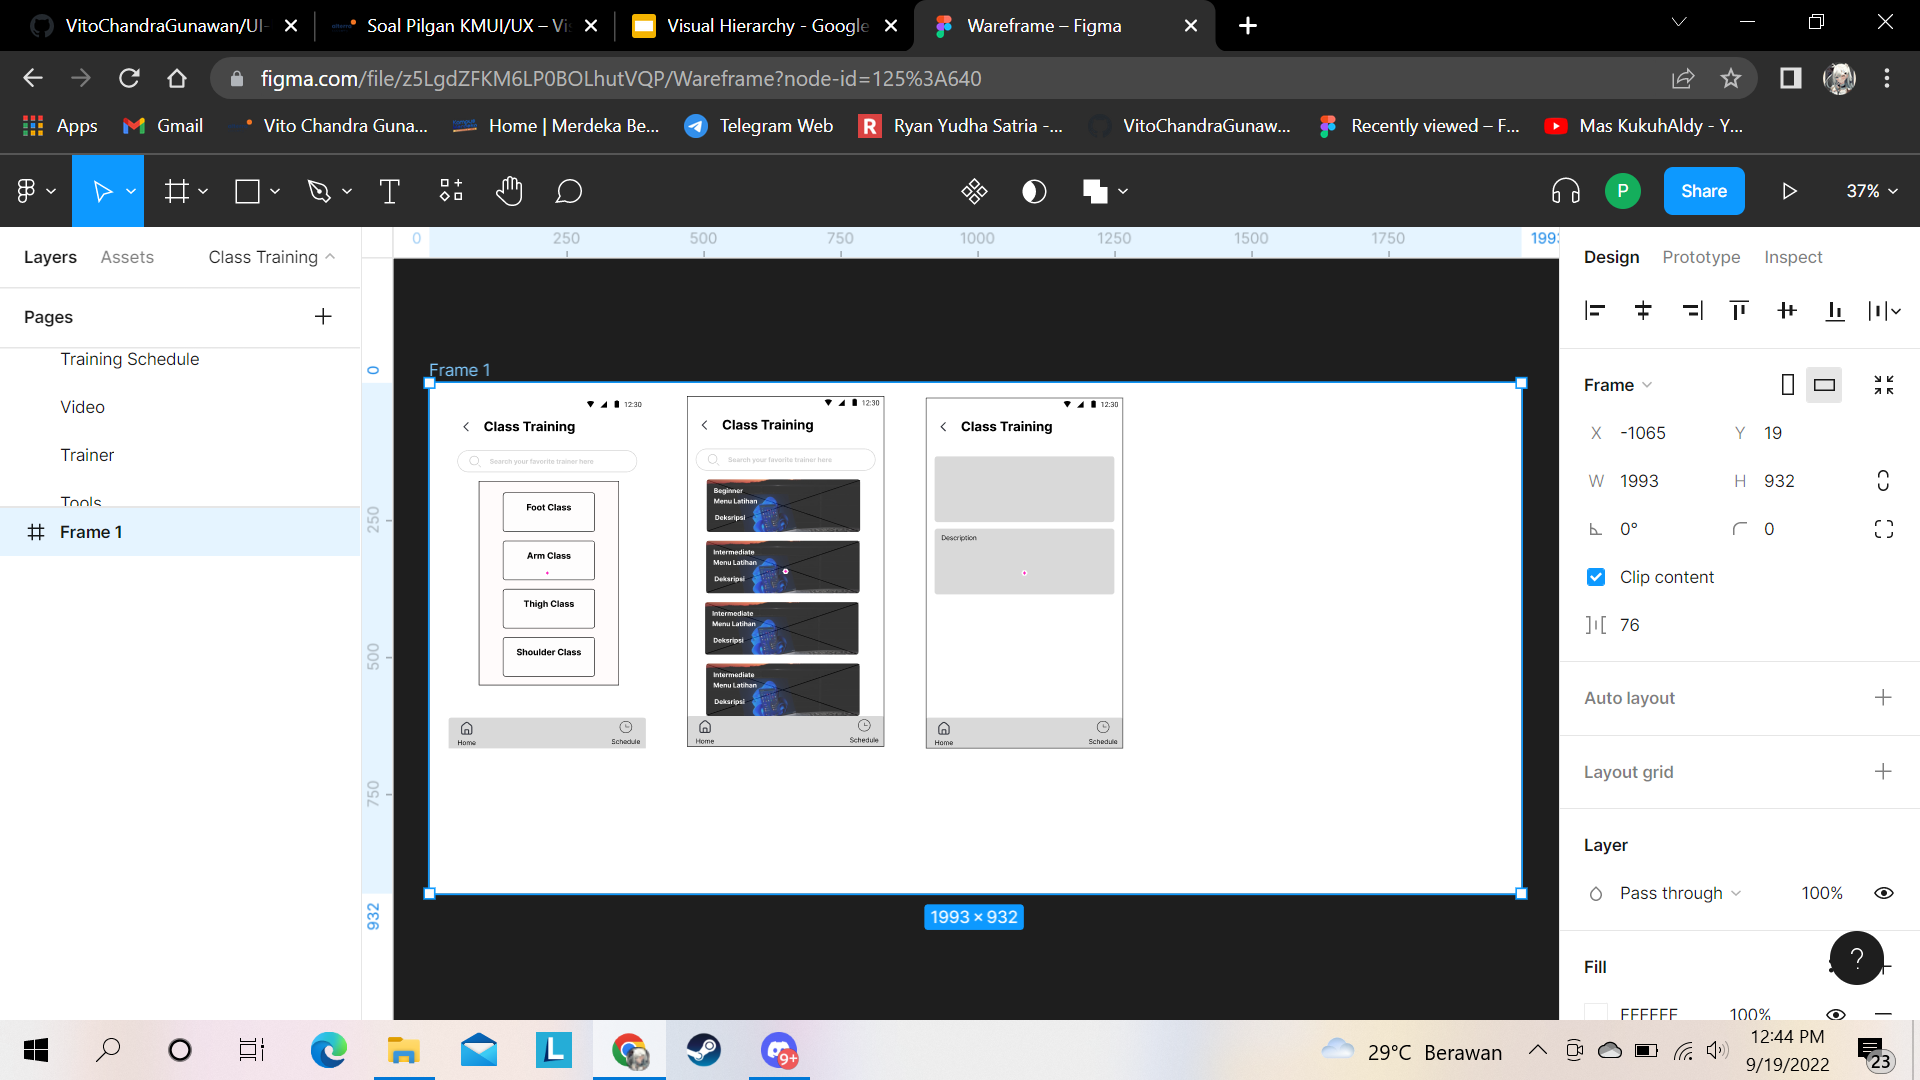 VitoChandraGunawan/UI-
Soal Pilgan KMUI/UX – Vi
Visual Hierarchy - Google
Wareframe – Figma
figma.com/file/z5LgdZFKM6LP0BOLhutVQP/Wareframe?node-id=125%3A640
Apps
Gmail
Vito Chandra Guna...
Home | Merdeka Be...
Telegram Web
Ryan Yudha Satria -...
VitoChandraGunaw...
Recently viewed – F...
Mas KukuhAldy - Y...
P
Share
37%
Layers
Assets
Class Training
0
250
500
750
1000
1250
1500
1750
1993
Design
Prototype
Inspect
Pages
Training Schedule
Video
Trainer
Tools
Frame 1
0
250
500
750
932
Frame 1
12:30
Class Training
Search your favorite trainer here
Foot Class
Arm Class
Thigh Class
Shoulder Class
Home
Schedule
12:30
Class Training
Search your favorite trainer here
Beginner
Menu Latihan
Deksripsi
Intermediate
Menu Latihan
Deksripsi
Intermediate
Menu Latihan
Deksripsi
Intermediate
Menu Latihan
Deksripsi
Home
Schedule
12:30
Class Training
Description
Home
Schedule
1993 × 932
Frame
X -1065
Y 19
W 1993
H 932
0°
0
Clip content
76
Auto layout
Layout grid
Layer
Pass through
100%
Fill
?
FFFFFF
100%
L
9+
29°C Berawan
12:44 PM
9/19/2022
23